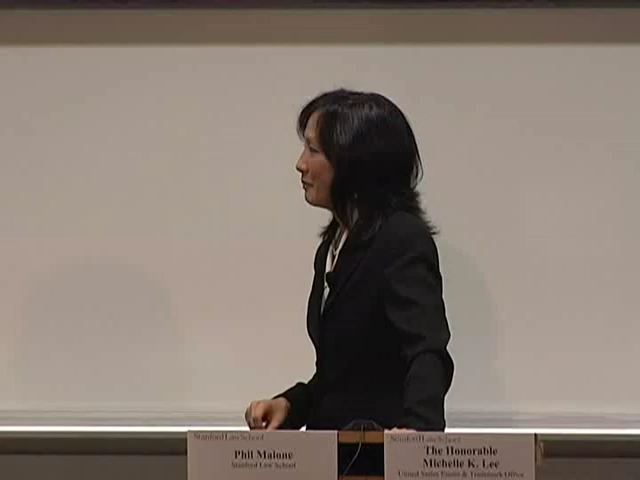 Stanford Law School
Phil Malone
Stanford Law School
Stanford Law School
The Honorable
Michelle K. Lee
United States Patent & Trademark Office